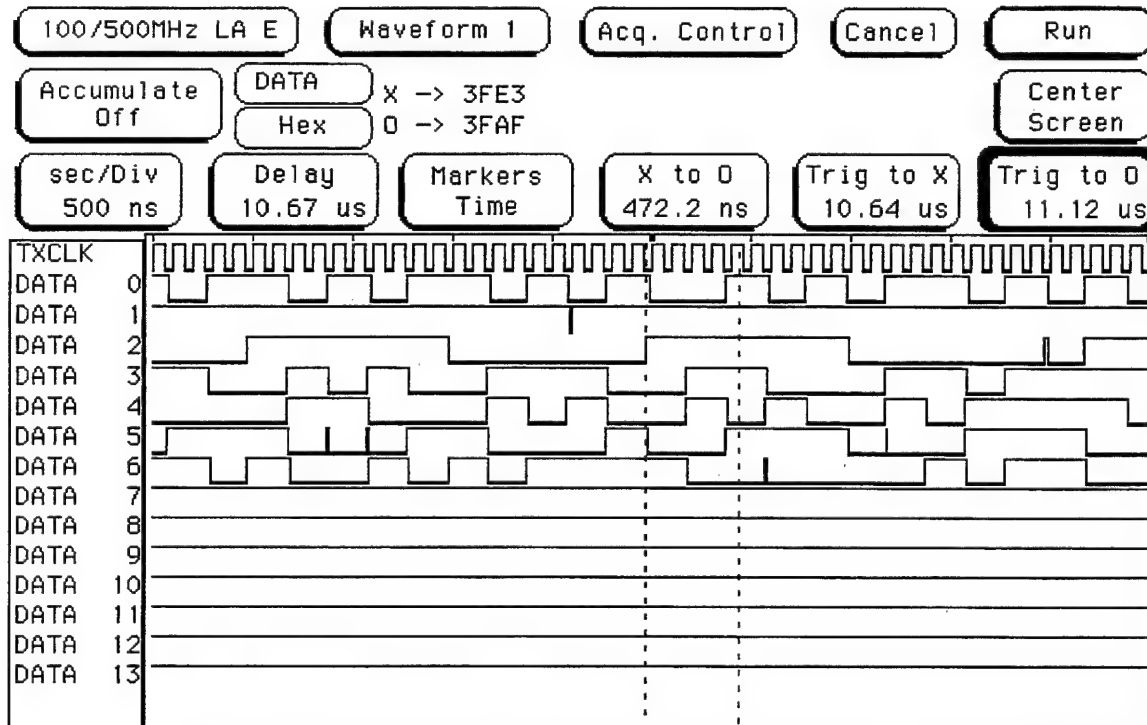 100/500MHz LA E Waveform 1 Acq. Control Cancel Run
Accumulate Off DATA X -> 3FE3 Center Screen
Hex O -> 3FAF
sec/Div Delay Markers X to O Trig to X Trig to O
500 ns 10.67 us Time 472.2 ns 10.64 us 11.12 us
TXCLK
DATA 0
DATA 1
DATA 2
DATA 3
DATA 4
DATA 5
DATA 6
DATA 7
DATA 8
DATA 9
DATA 10
DATA 11
DATA 12
DATA 13